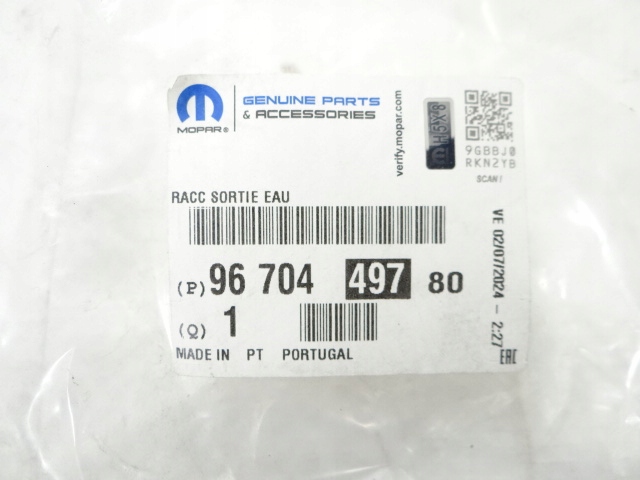 MOPAR®
GENUINE PARTS
& ACCESSORIES
verify.mopar.com
H5X8
9GBBJ0
RKN2YB
SCAN!
RACC SORTIE EAU
(P) 96 704 497 80
(Q) 1
MADE IN PT PORTUGAL
VE 02/07/2024 - 2:27
EAC